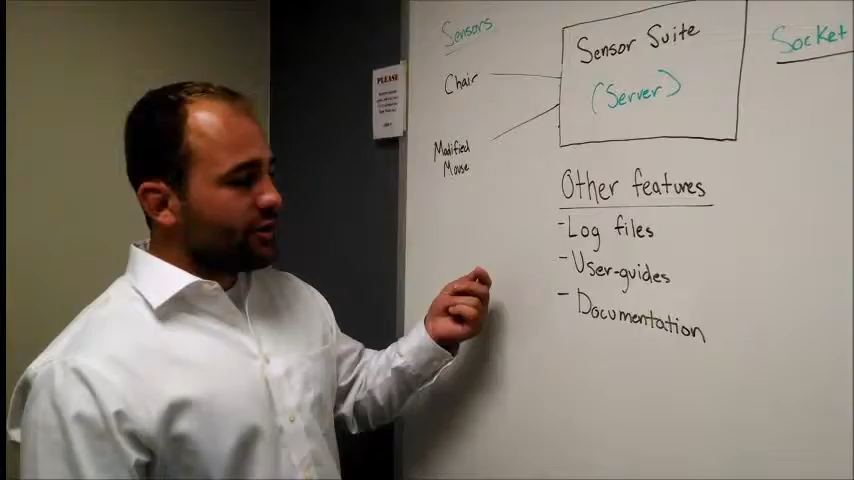 Sensors
Chair
Modified
Mouse
Sensor Suite
(Server)
Socket
Other features
-Log files
-User-guides
- Documentation
PLEASE